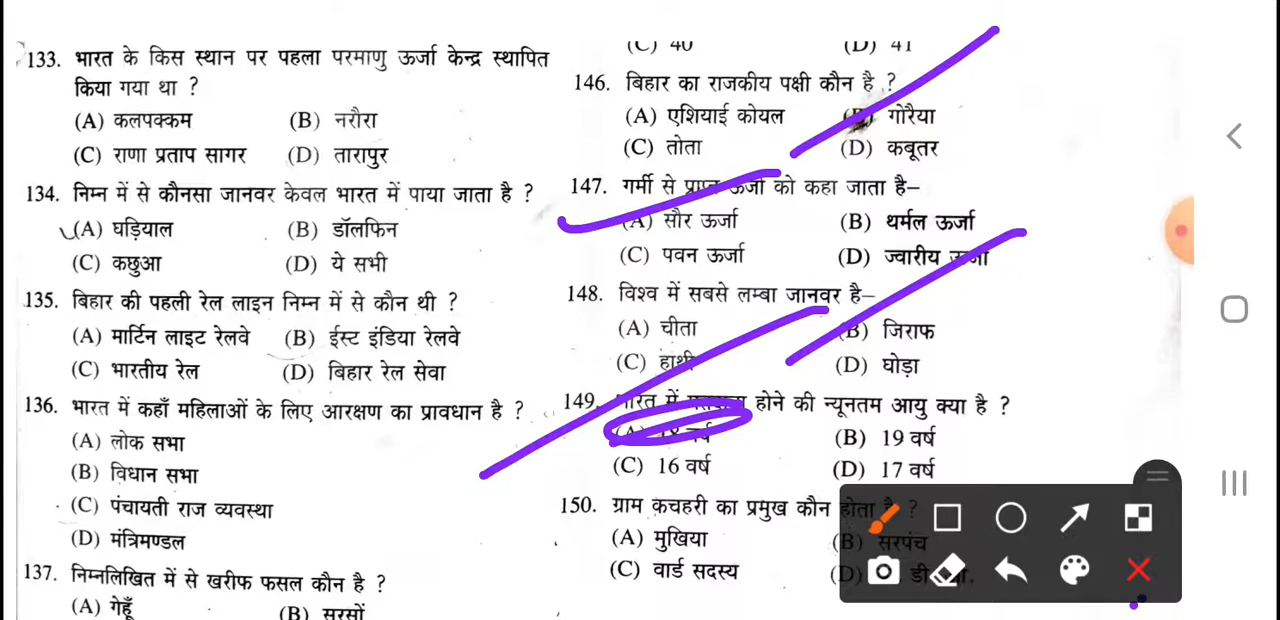 133. भारत के किस स्थान पर पहला परमाणु ऊर्जा केन्द्र स्थापित
किया गया था ?
(A) कलपक्कम (B) नरौरा
(C) राणा प्रताप सागर (D) तारापुर
134. निम्न में से कौनसा जानवर केवल भारत में पाया जाता है ?
(A) घड़ियाल (B) डॉलफिन
(C) कछुआ (D) ये सभी
135. बिहार की पहली रेल लाइन निम्न में से कौन थी ?
(A) मार्टिन लाइट रेलवे (B) ईस्ट इंडिया रेलवे
(C) भारतीय रेल (D) बिहार रेल सेवा
136. भारत में कहाँ महिलाओं के लिए आरक्षण का प्रावधान है ?
(A) लोक सभा
(B) विधान सभा
(C) पंचायती राज व्यवस्था
(D) मंत्रिमण्डल
137. निम्नलिखित में से खरीफ फसल कौन है ?
(A) गेहूँ (B) सरसों
(C) 40 (D) 41
146. बिहार का राजकीय पक्षी कौन है ?
(A) एशियाई कोयल गोरैया
(C) तोता (D) कबूतर
147. गर्मी से प्राप्त ऊर्जा को कहा जाता है–
(A) सौर ऊर्जा (B) थर्मल ऊर्जा
(C) पवन ऊर्जा (D) ज्वारीय ऊर्जा
148. विश्व में सबसे लम्बा जानवर है–
(A) चीता (B) जिराफ
(C) हाथी (D) घोड़ा
149. भारत में होने की न्यूनतम आयु क्या है ?
(A) 18 वर्ष (B) 19 वर्ष
(C) 16 वर्ष (D) 17 वर्ष
150. ग्राम कचहरी का प्रमुख कौन होता है ?
(A) मुखिया (B) सरपंच
(C) वार्ड सदस्य (D)